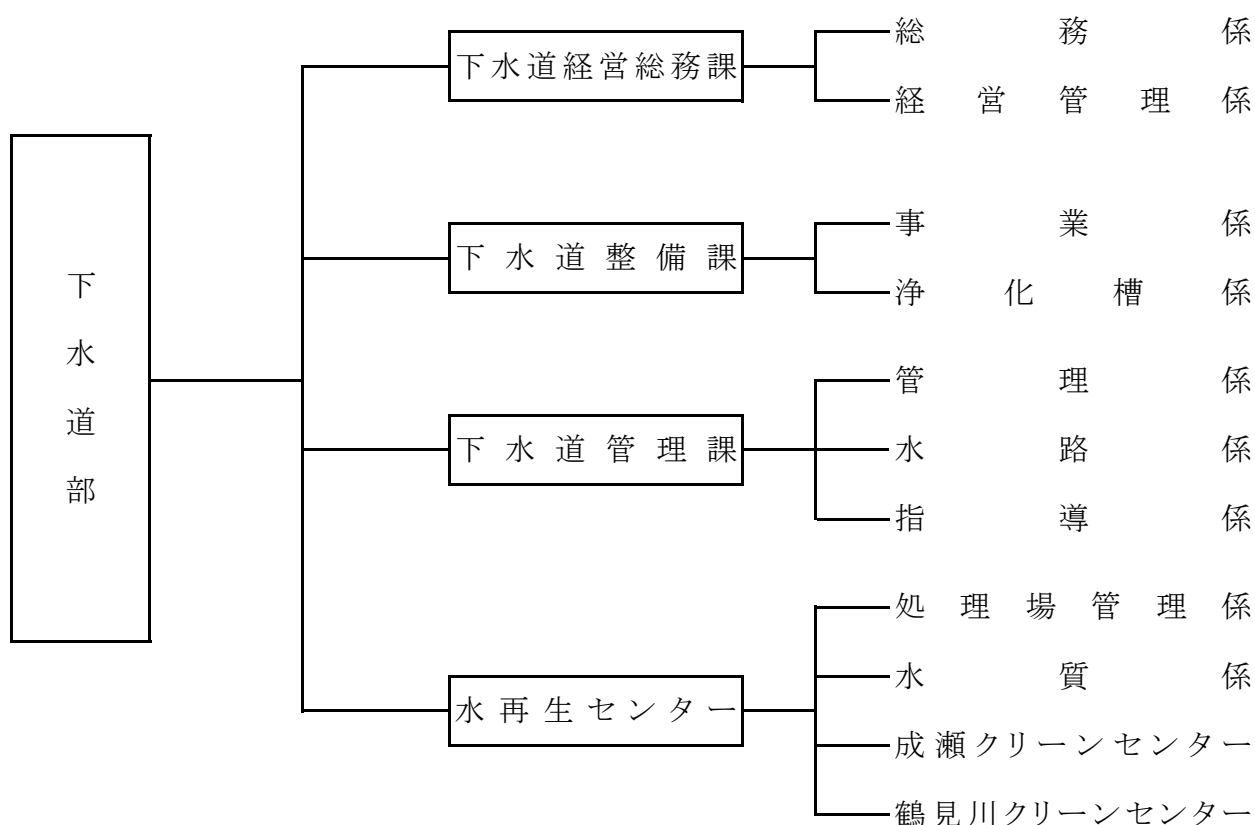 下水道部
下水道経営総務課
総務係
経営管理係
下水道整備課
事業係
浄化槽係
下水道管理課
管理係
水路係
指導係
水再生センター
処理場管理係
水質係
成瀬クリーンセンター
鶴見川クリーンセンター